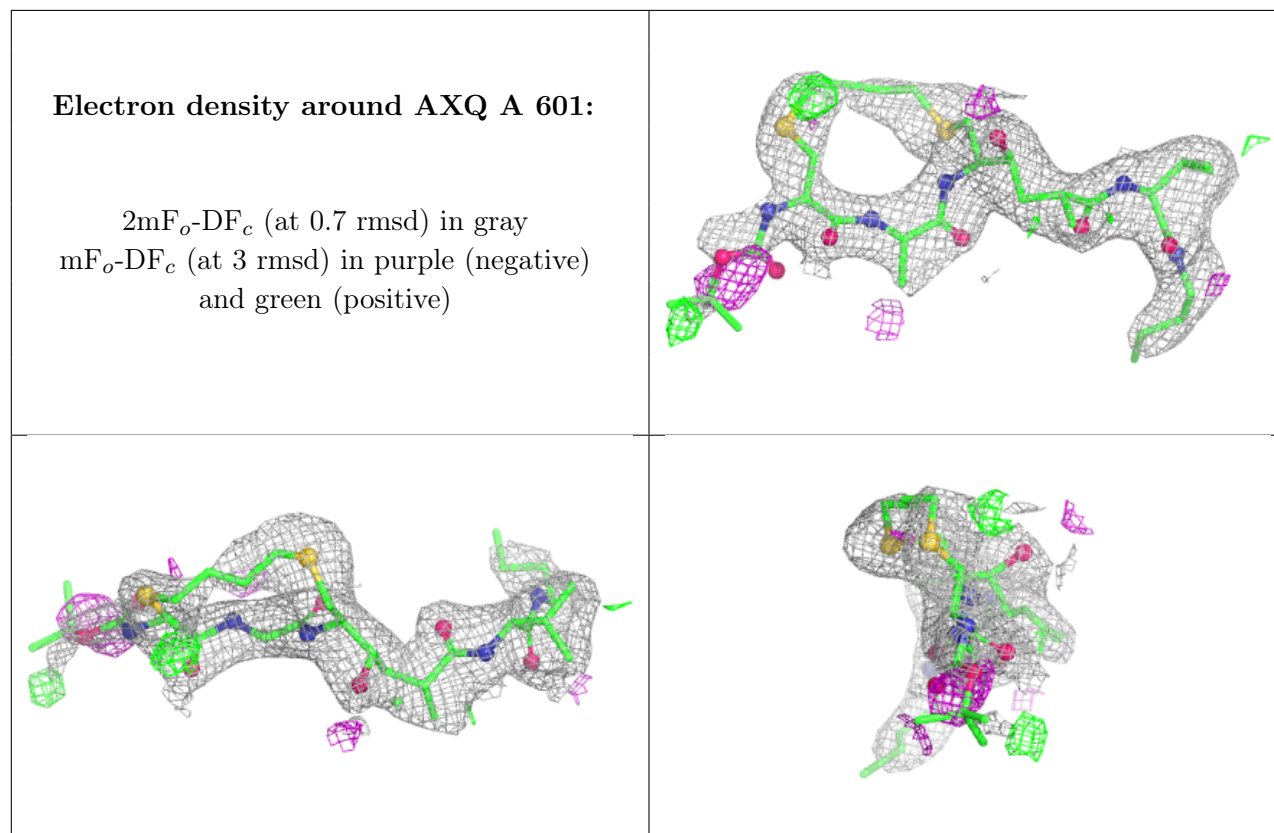 Electron density around AXQ A 601:
2mFo-DFc (at 0.7 rmsd) in gray
mFo-DFc (at 3 rmsd) in purple (negative)
and green (positive)